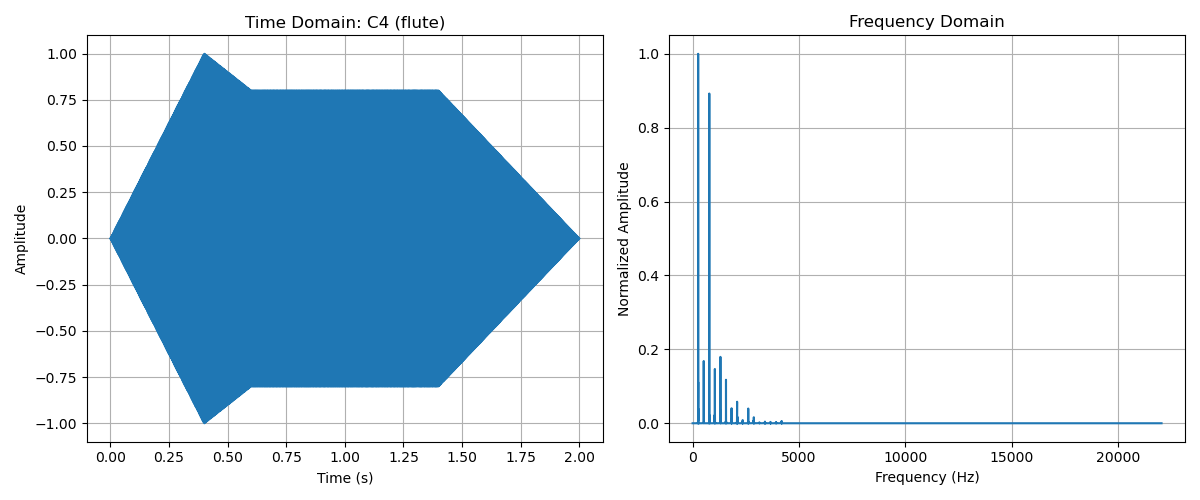 Time Domain: C4 (flute)
1.00
0.75
0.50
0.25
0.00
−0.25
−0.50
−0.75
−1.00
Amplitude
0.00 0.25 0.50 0.75 1.00 1.25 1.50 1.75 2.00
Time (s)
Frequency Domain
1.0
0.8
0.6
0.4
0.2
0.0
Normalized Amplitude
0 5000 10000 15000 20000
Frequency (Hz)